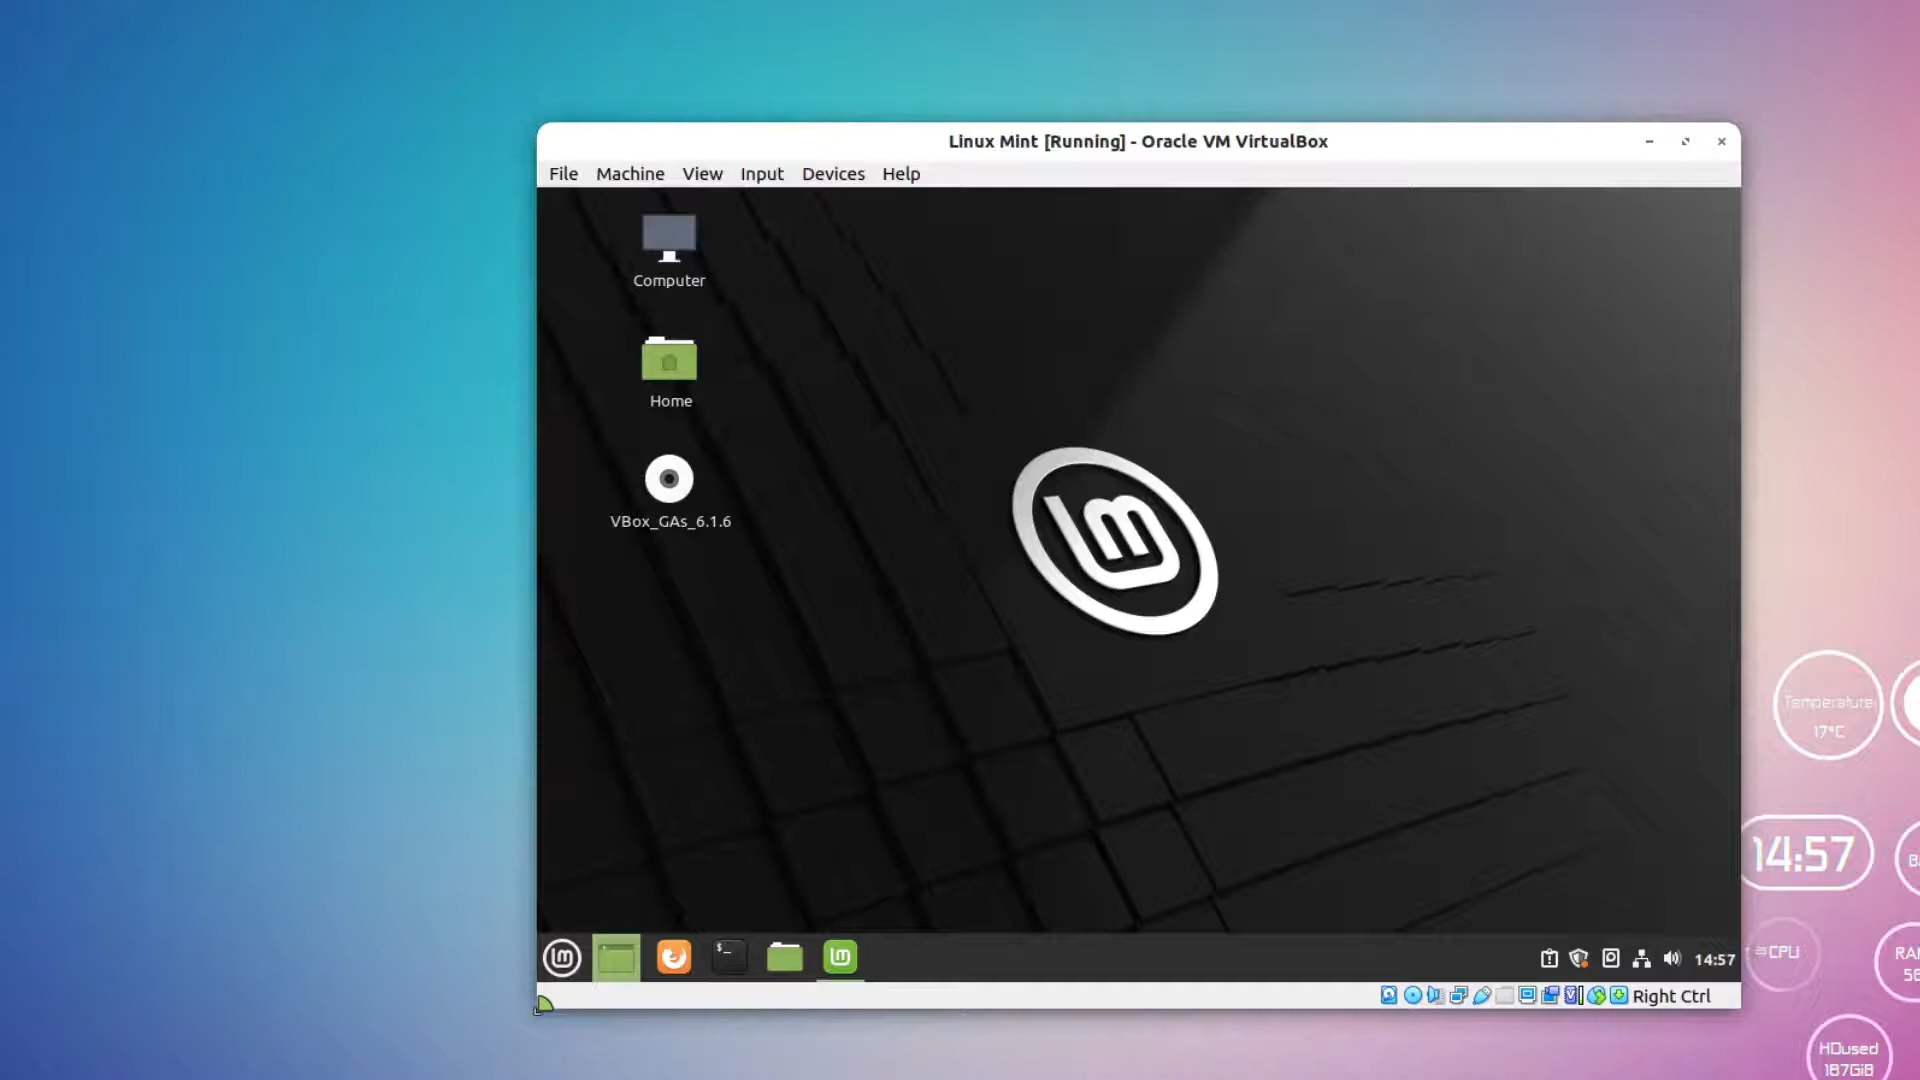 Linux Mint [Running] - Oracle VM VirtualBox
File Machine View Input Devices Help
Computer
Home
VBox_GAs_6.1.6
lm
Temperature
17°C
14:57
CPU
$_
14:57
Right Ctrl
HDused
187GiB